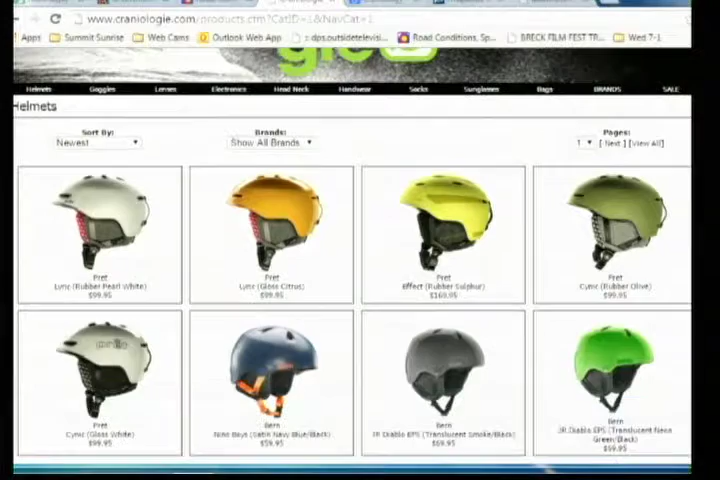 www.craniologie.com/products.cfm?CatID=1&NavCat=1
Apps Summit-Sunrise Web Cams Outlook Web App dps.outsidetelevisi... Road Conditions, Sp... BRECK FILM FEST TR... Wed 7-1
Helmets Goggles Lenses Electronics Head Neck Handwear Socks Sunglasses Bags BRANDS SALE
Helmets
Sort By: Brands: Pages:
Newest Show All Brands 1 [ Next ] [View All]
Pret Pret Pret Pret
Lyric (Rubber Pearl White) Lyric (Gloss Citrus) Effect (Rubber Sulphur) Cynic (Rubber Olive)
$99.95 $99.95 $169.95 $99.95
Pret Bern Bern Bern
Cynic (Gloss White) Nino Boys (Satin Navy Blue/Black) JR Diablo EPS (Translucent Smoke/Black) JR Diablo EPS (Translucent Neon
Green/Black)
$99.95 $59.95 $69.95 $99.95